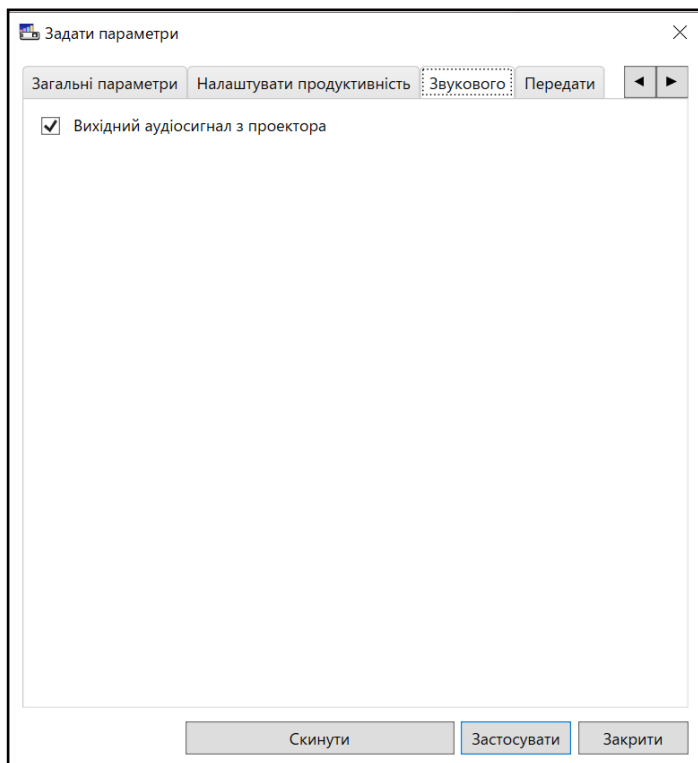 Задати параметри
Загальні параметри Налаштувати продуктивність Звукового Передати
Вихідний аудіосигнал з проектора
Скинути Застосувати Закрити